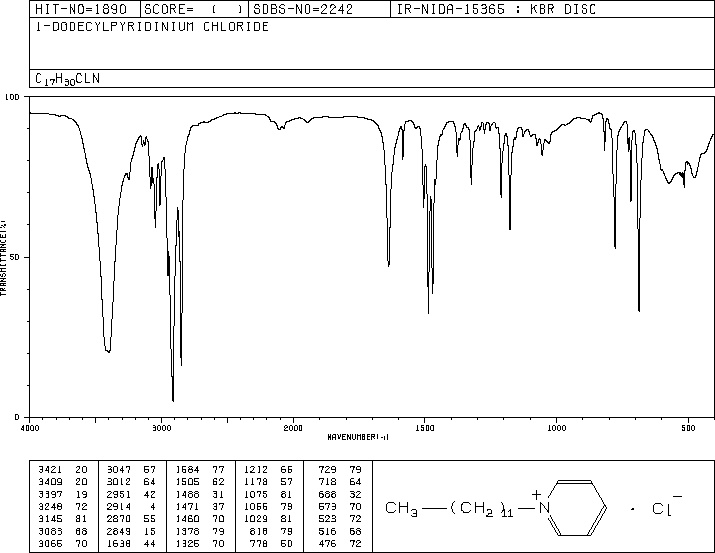 HIT-NO=1890 SCORE= ( ) SDBS-NO=2242 IR-NIDA-15365 : KBR DISC
1-DODECYLPYRIDINIUM CHLORIDE
C17H30CLN
100
50
0
TRANSMITTANCE(%)
4000 3000 2000 1500 1000 500
WAVENUMBER(-1)
3421 20 3047 57 1584 77 1212 66 729 79
3409 20 3012 64 1505 62 1178 57 718 64
3397 19 2951 42 1488 31 1075 81 688 32
3248 72 2914 4 1471 37 1056 79 573 70
3145 81 2870 55 1460 70 1029 81 523 72
3083 68 2849 15 1378 79 818 79 516 68
3065 70 1638 44 1325 70 778 50 476 72
CH3—(CH2)11—N+ · Cl−